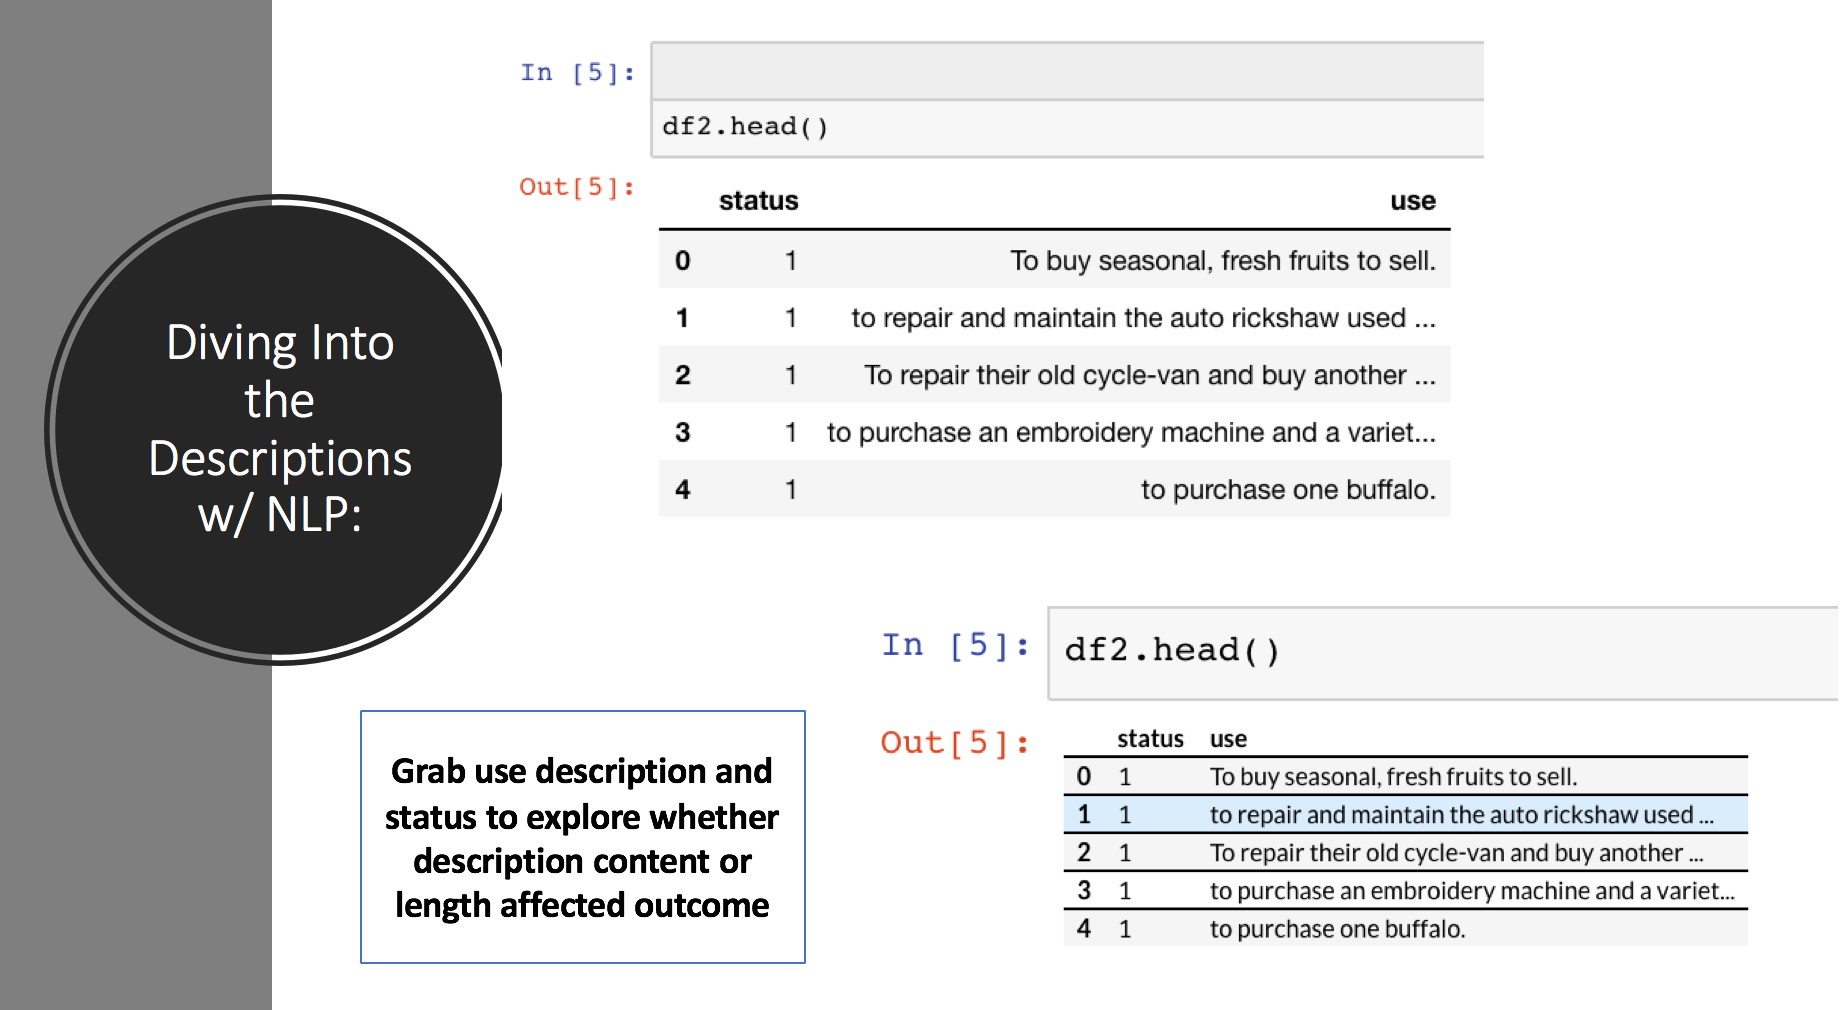 Diving Into
the
Descriptions
w/ NLP:
In [5]:
df2.head()
Out[5]:
status use
0 1 To buy seasonal, fresh fruits to sell.
1 1 to repair and maintain the auto rickshaw used ...
2 1 To repair their old cycle-van and buy another ...
3 1 to purchase an embroidery machine and a variet...
4 1 to purchase one buffalo.
Grab use description and
status to explore whether
description content or
length affected outcome
In [5]: df2.head()
Out[5]:
status use
0 1 To buy seasonal, fresh fruits to sell.
1 1 to repair and maintain the auto rickshaw used ...
2 1 To repair their old cycle-van and buy another ...
3 1 to purchase an embroidery machine and a variet...
4 1 to purchase one buffalo.